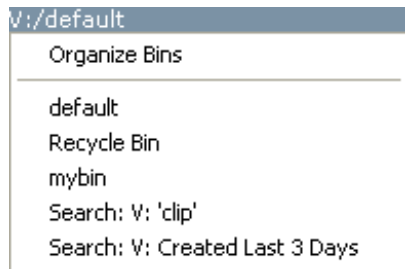 V:/default
Organize Bins
default
Recycle Bin
mybin
Search: V: 'clip'
Search: V: Created Last 3 Days